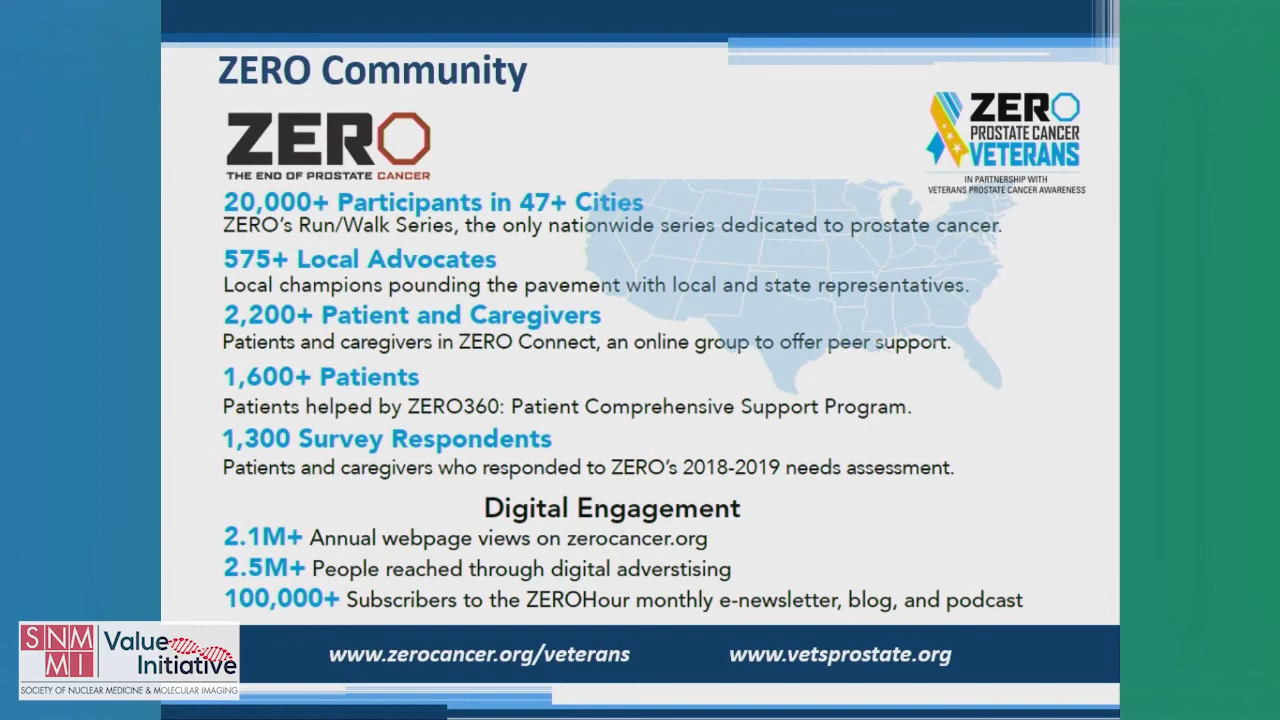 ZERO Community
ZERO
THE END OF PROSTATE CANCER
ZERO
PROSTATE CANCER
VETERANS
IN PARTNERSHIP WITH
VETERANS PROSTATE CANCER AWARENESS
20,000+ Participants in 47+ Cities
ZERO's Run/Walk Series, the only nationwide series dedicated to prostate cancer.
575+ Local Advocates
Local champions pounding the pavement with local and state representatives.
2,200+ Patient and Caregivers
Patients and caregivers in ZERO Connect, an online group to offer peer support.
1,600+ Patients
Patients helped by ZERO360: Patient Comprehensive Support Program.
1,300 Survey Respondents
Patients and caregivers who responded to ZERO's 2018-2019 needs assessment.
Digital Engagement
2.1M+ Annual webpage views on zerocancer.org
2.5M+ People reached through digital adverstising
100,000+ Subscribers to the ZEROHour monthly e-newsletter, blog, and podcast
www.zerocancer.org/veterans www.vetsprostate.org
SNM
MI
Value
Initiative
SOCIETY OF NUCLEAR MEDICINE & MOLECULAR IMAGING